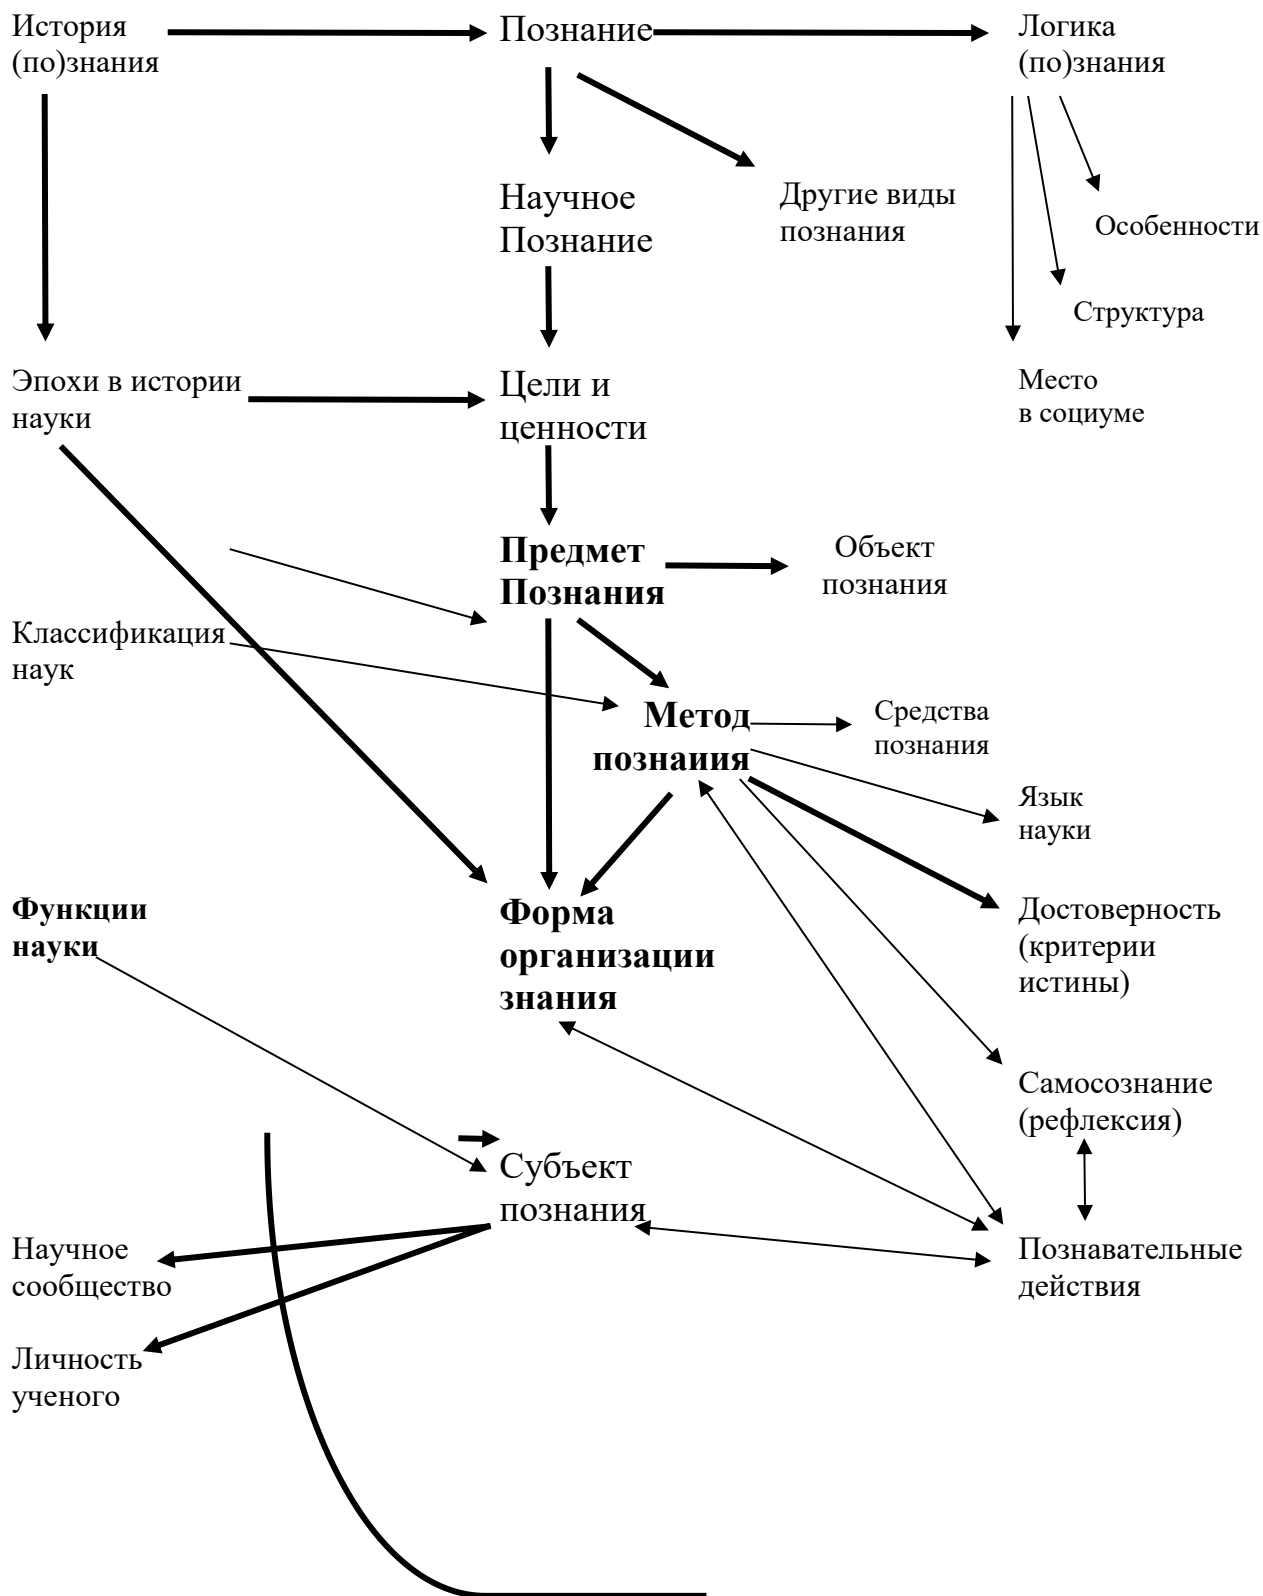 История
(по)знания
Познание
Логика
(по)знания
Научное
Познание
Другие виды
познания
Особенности
Структура
Эпохи в истории
науки
Цели и
ценности
Место
в социуме
Предмет
Познания
Объект
познания
Классификация
наук
Метод
познаиия
Средства
познания
Язык
науки
Функции
науки
Форма
организации
знания
Достоверность
(критерии
истины)
Самосознание
(рефлексия)
Субъект
познания
Научное
сообщество
Познавательные
действия
Личность
ученого